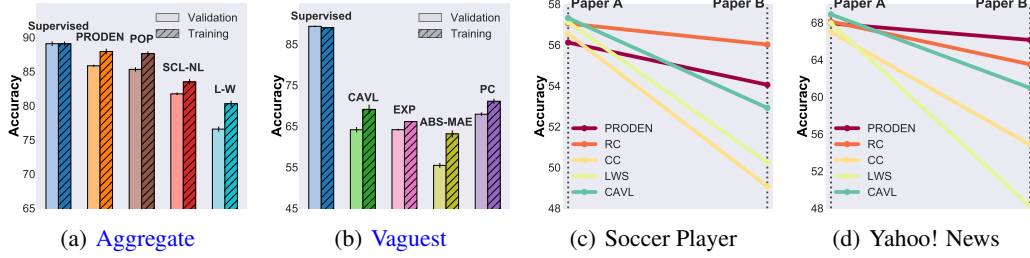 Supervised
PRODEN
POP
SCL-NL
L-W
Validation
Training
Accuracy
90
85
80
75
70
65
(a) Aggregate
Supervised
CAVL
EXP
ABS-MAE
PC
Validation
Training
Accuracy
85
75
65
55
45
(b) Vaguest
Paper A
Paper B
Accuracy
58
56
54
52
50
48
PRODEN
RC
CC
LWS
CAVL
(c) Soccer Player
Paper A
Paper B
Accuracy
68
64
60
56
52
48
PRODEN
RC
CC
LWS
CAVL
(d) Yahoo! News